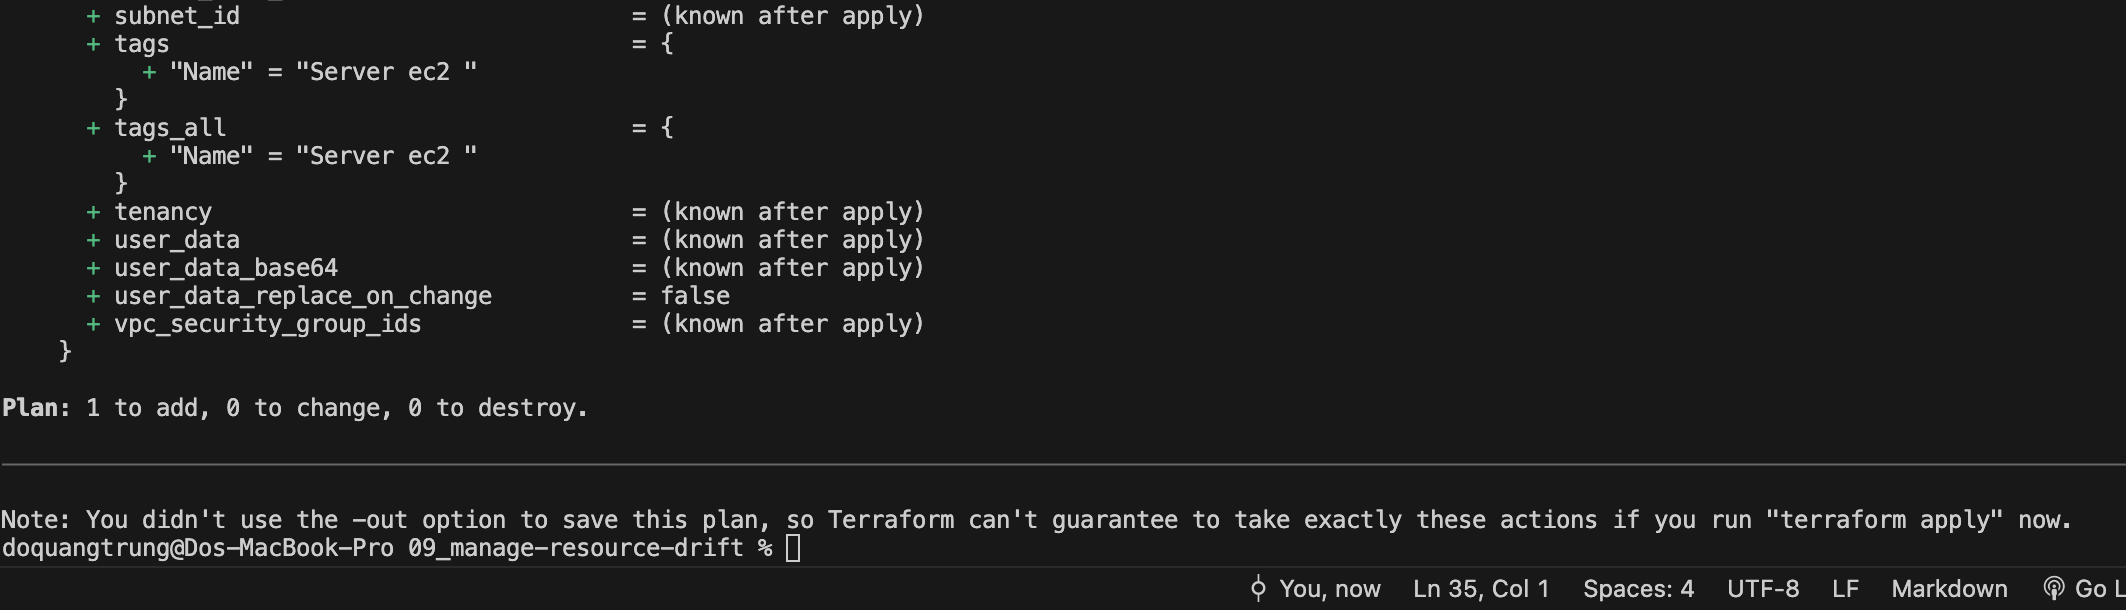 + subnet_id = (known after apply)
+ tags = {
+ "Name" = "Server ec2 "
}
+ tags_all = {
+ "Name" = "Server ec2 "
}
+ tenancy = (known after apply)
+ user_data = (known after apply)
+ user_data_base64 = (known after apply)
+ user_data_replace_on_change = false
+ vpc_security_group_ids = (known after apply)
}
Plan: 1 to add, 0 to change, 0 to destroy.
Note: You didn't use the -out option to save this plan, so Terraform can't guarantee to take exactly these actions if you run "terraform apply" now.
doquangtrung@Dos-MacBook-Pro 09_manage-resource-drift %
You, now Ln 35, Col 1 Spaces: 4 UTF-8 LF Markdown Go L